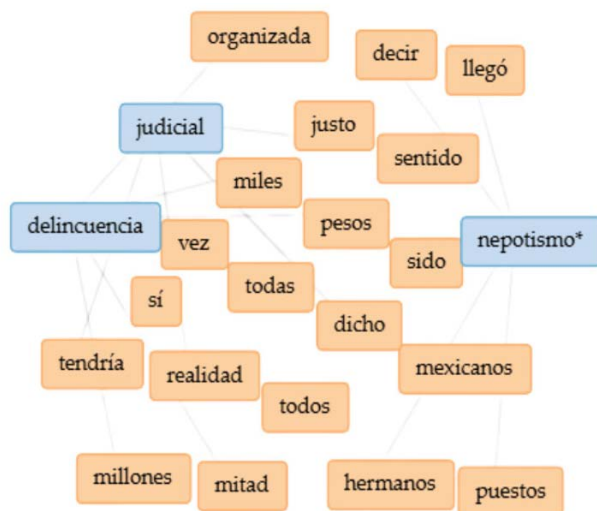 organizada
decir
llegó
judicial
justo
sentido
miles
delincuencia
pesos
nepotismo*
vez
sido
todas
sí
dicho
tendría
realidad
mexicanos
todos
millones
mitad
hermanos
puestos